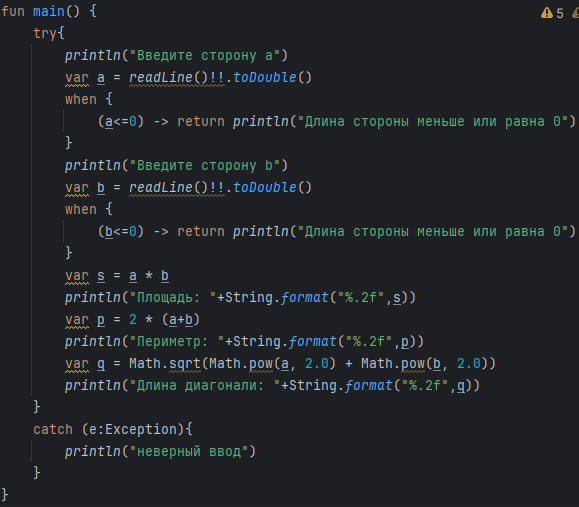 fun main() {
    try{
        println("Введите сторону a")
        var a = readLine()!!.toDouble()
        when {
            (a<=0) -> return println("Длина стороны меньше или равна 0")
        }
        println("Введите сторону b")
        var b = readLine()!!.toDouble()
        when {
            (b<=0) -> return println("Длина стороны меньше или равна 0")
        }
        var s = a * b
        println("Площадь: "+String.format("%.2f",s))
        var p = 2 * (a+b)
        println("Периметр: "+String.format("%.2f",p))
        var q = Math.sqrt(Math.pow(a, 2.0) + Math.pow(b, 2.0))
        println("Длина диагонали: "+String.format("%.2f",q))
    }
    catch (e:Exception){
        println("неверный ввод")
    }
}
5